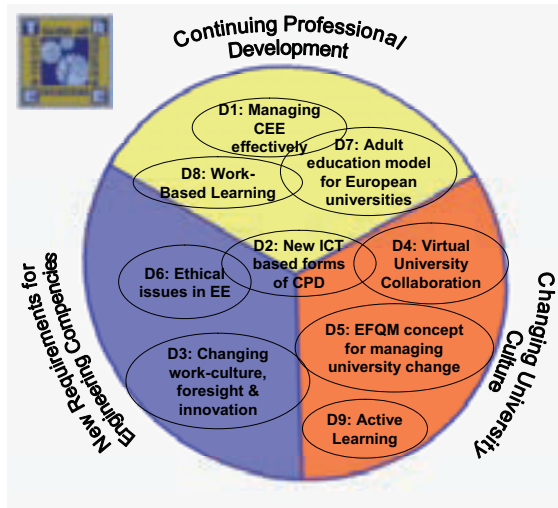 Continuing Professional
Development
D1: Managing
CEE
effectively
D7: Adult
education model
for European
universities
D8: Work-
Based Learning
D2: New ICT
based forms
of CPD
D4: Virtual
University
Collaboration
D6: Ethical
issues in EE
D5: EFQM concept
for managing
university change
D3: Changing
work-culture,
foresight &
innovation
D9: Active
Learning
New Requirements for
Engineering Compencies
Changing University
Culture